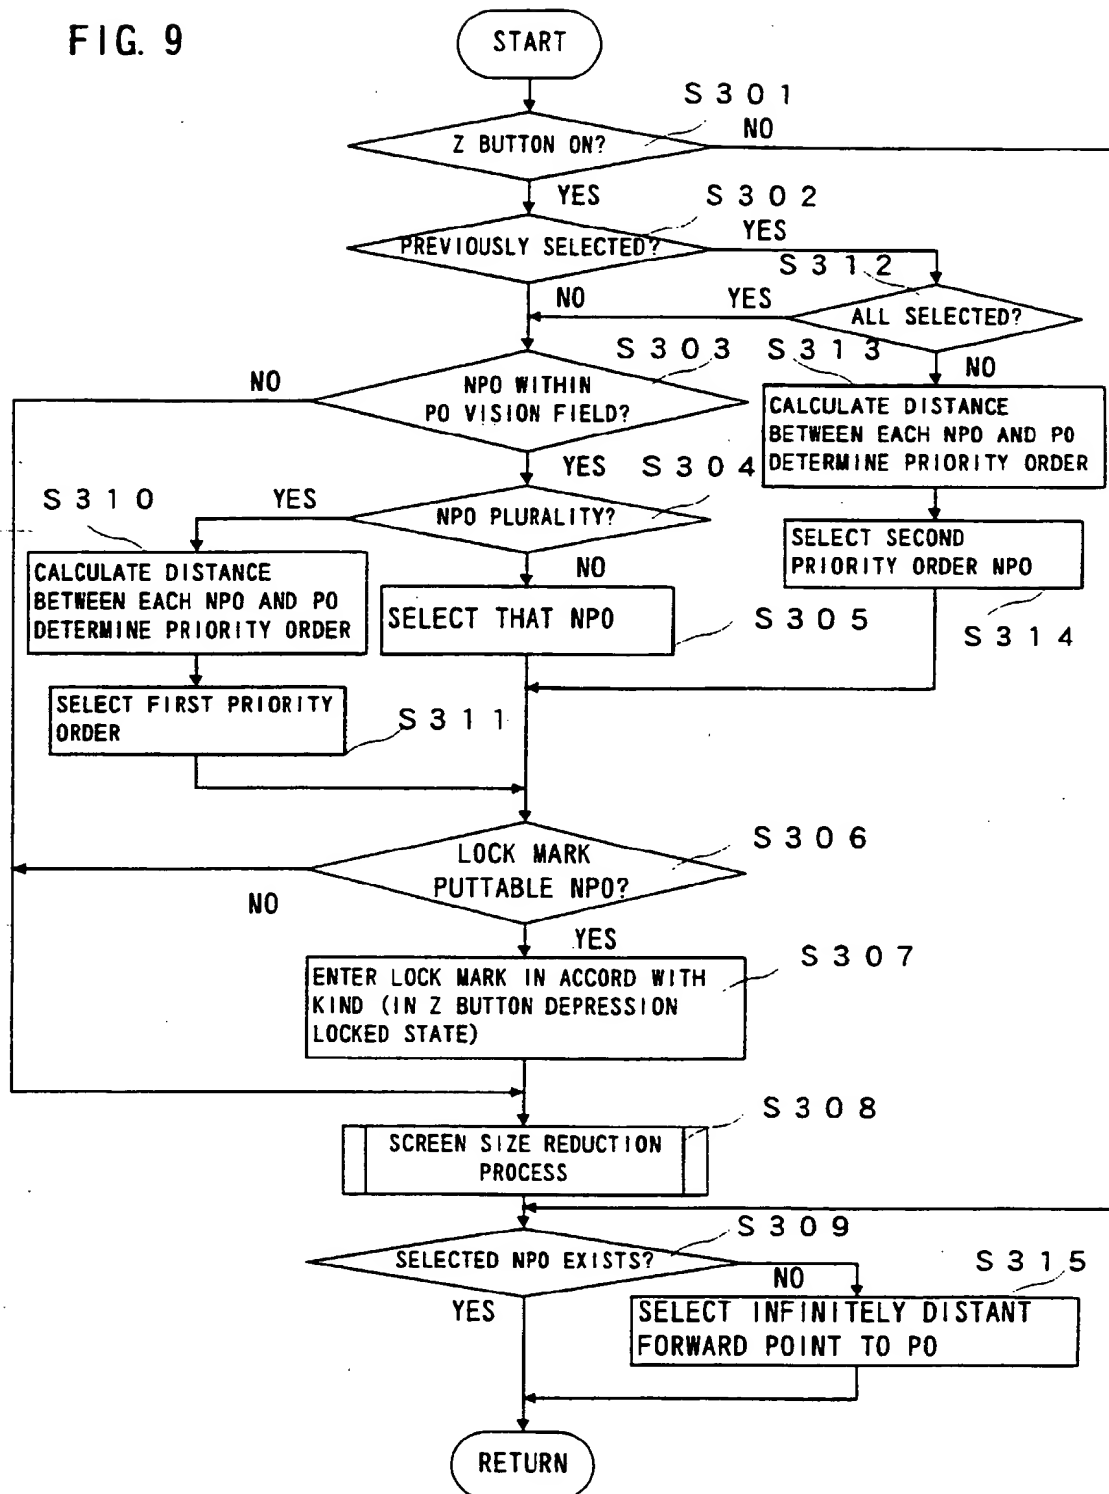 FIG. 9
START
S301
Z BUTTON ON?
NO
YES
S302
PREVIOUSLY SELECTED?
YES
S312
NO
YES
ALL SELECTED?
S303
S313
NO
NO
NPO WITHIN
PO VISION FIELD?
CALCULATE DISTANCE
BETWEEN EACH NPO AND PO
DETERMINE PRIORITY ORDER
YES
S304
S310
YES
NPO PLURALITY?
SELECT SECOND
PRIORITY ORDER NPO
NO
CALCULATE DISTANCE
BETWEEN EACH NPO AND PO
DETERMINE PRIORITY ORDER
SELECT THAT NPO
S305
S314
SELECT FIRST PRIORITY
ORDER
S311
S306
LOCK MARK
PUTTABLE NPO?
NO
YES
S307
ENTER LOCK MARK IN ACCORD WITH
KIND (IN Z BUTTON DEPRESSION
LOCKED STATE)
S308
SCREEN SIZE REDUCTION
PROCESS
S309
SELECTED NPO EXISTS?
NO
S315
YES
SELECT INFINITELY DISTANT
FORWARD POINT TO PO
RETURN